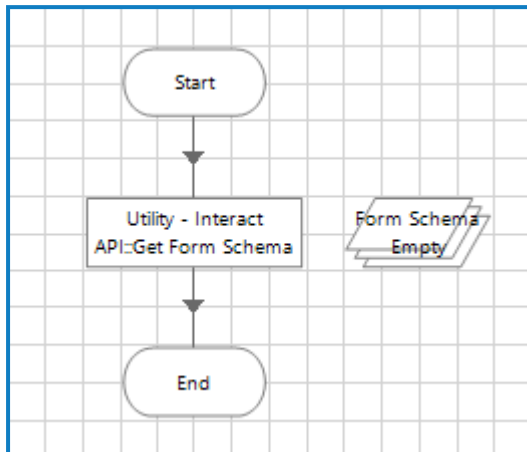 Start
Utility - Interact
API::Get Form Schema
Form Schema
Empty
End